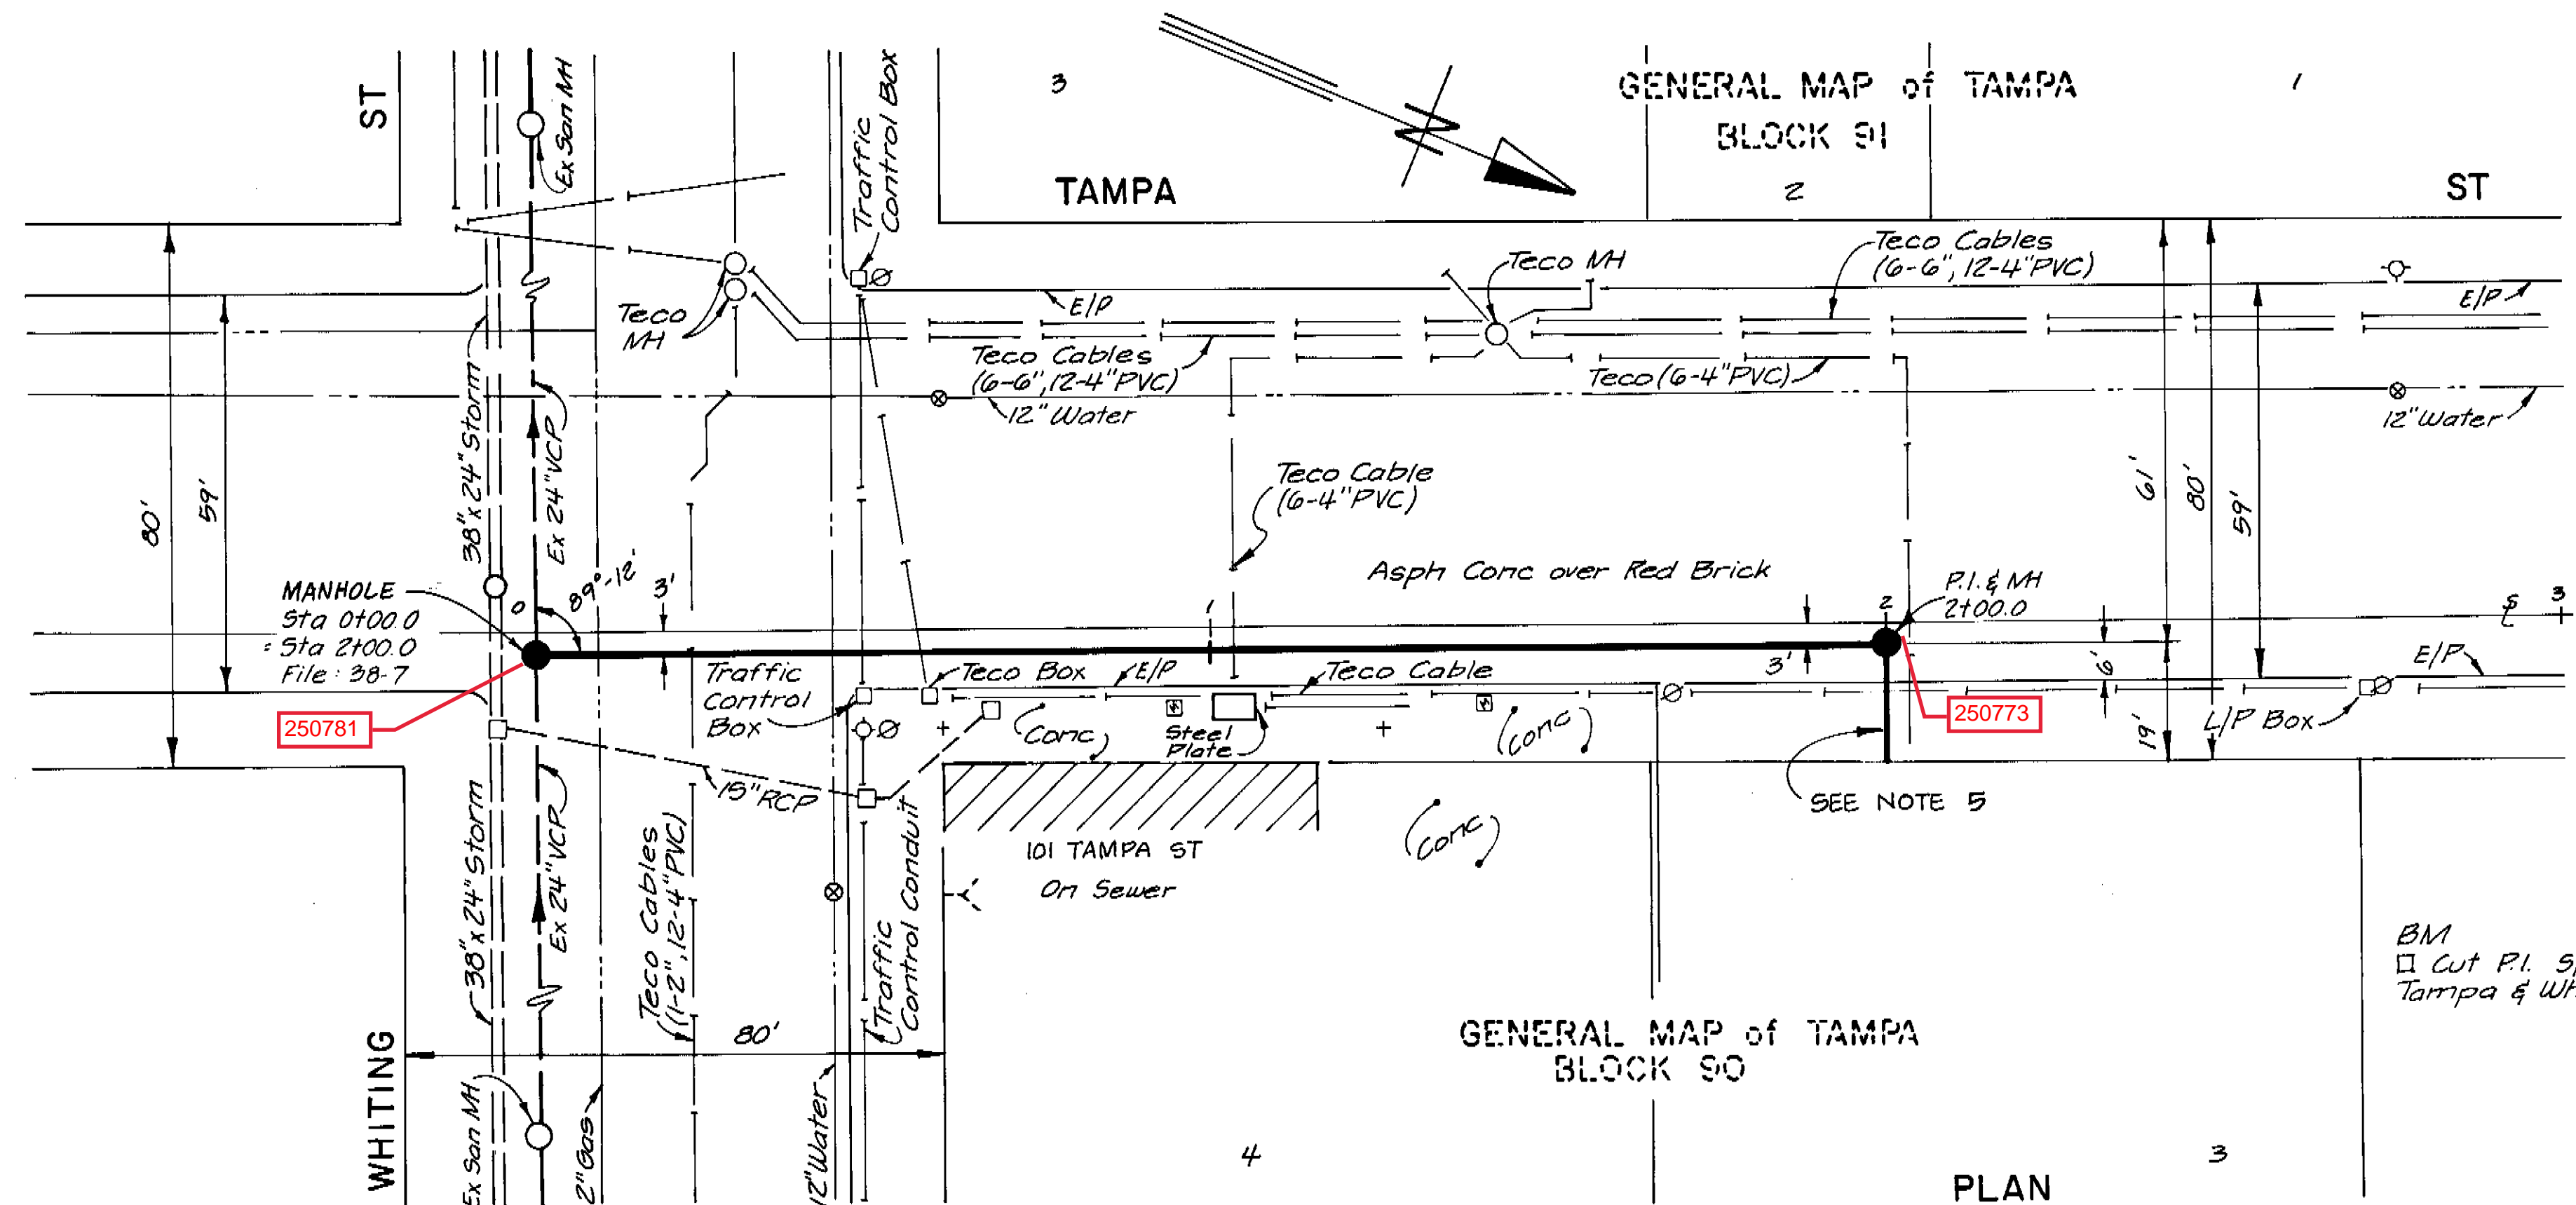 ST
Ex San MH
Traffic
Control Box
3
GENERAL MAP of TAMPA
BLOCK 91
1
TAMPA
N
2
ST
Teco
MH
E/P
Teco MH
Teco Cables
(6-6", 12-4" PVC)
E/P
Teco Cables
(6-6", 12-4" PVC)
Teco (6-4" PVC)
12" Water
12" Water
80'
59'
38" x 24" Storm
Ex 24" VCP
Teco Cable
(6-4" PVC)
61'
80'
59'
Asph Conc over Red Brick
MANHOLE
Sta 0+00.0
= Sta 2+00.0
File: 38-7
0
89°-12'
3'
1
2
P.I. & MH
2+00.0
3
250781
Traffic
Control
Box
Teco Box
E/P
Teco Cable
3'
6'
E/P
250773
(Conc)
Steel
Plate
(Conc)
19'
L/P Box
15" RCP
SEE NOTE 5
101 TAMPA ST
On Sewer
(Conc)
38" x 24" Storm
Ex 24" VCP
Teco Cables
(1-2", 12-4" PVC)
Traffic
Control Conduit
80'
BM
Cut P.I.
Tampa &
GENERAL MAP of TAMPA
BLOCK 90
WHITING
Ex San MH
2" Gas
12" Water
4
3
PLAN